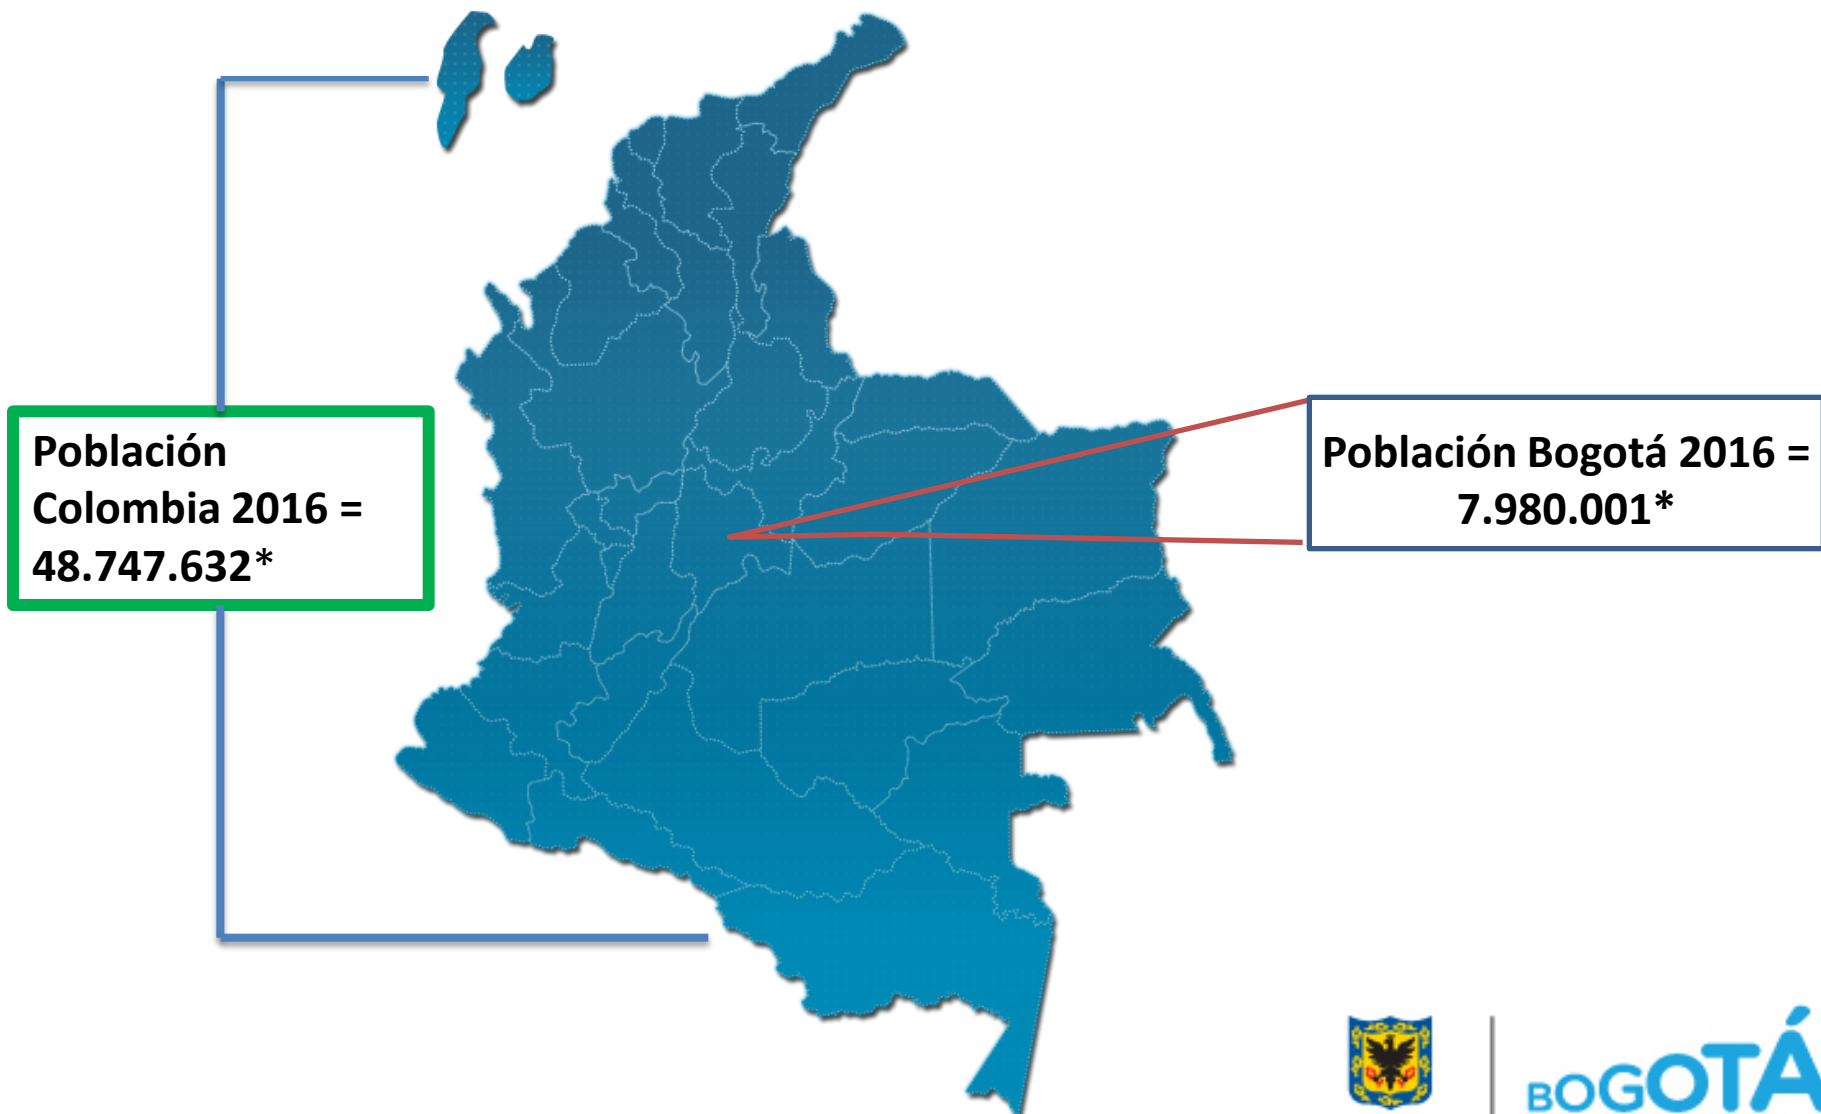 Población
Colombia 2016 =
48.747.632*
Población Bogotá 2016 =
7.980.001*
BOGOTÁ